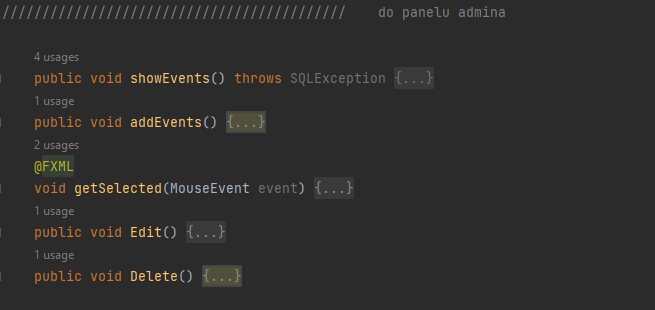 /////////////////////////////////////////// do panelu admina
4 usages
public void showEvents() throws SQLException {...}
1 usage
public void addEvents() {...}
2 usages
@FXML
void getSelected(MouseEvent event) {...}
1 usage
public void Edit() {...}
1 usage
public void Delete() {...}